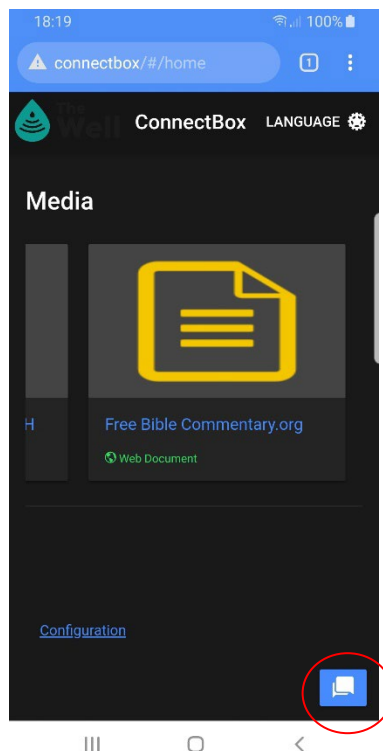 18:19 100%
connectbox/#/home 1
The
Well ConnectBox LANGUAGE
Media
H Free Bible Commentary.org
Web Document
Configuration